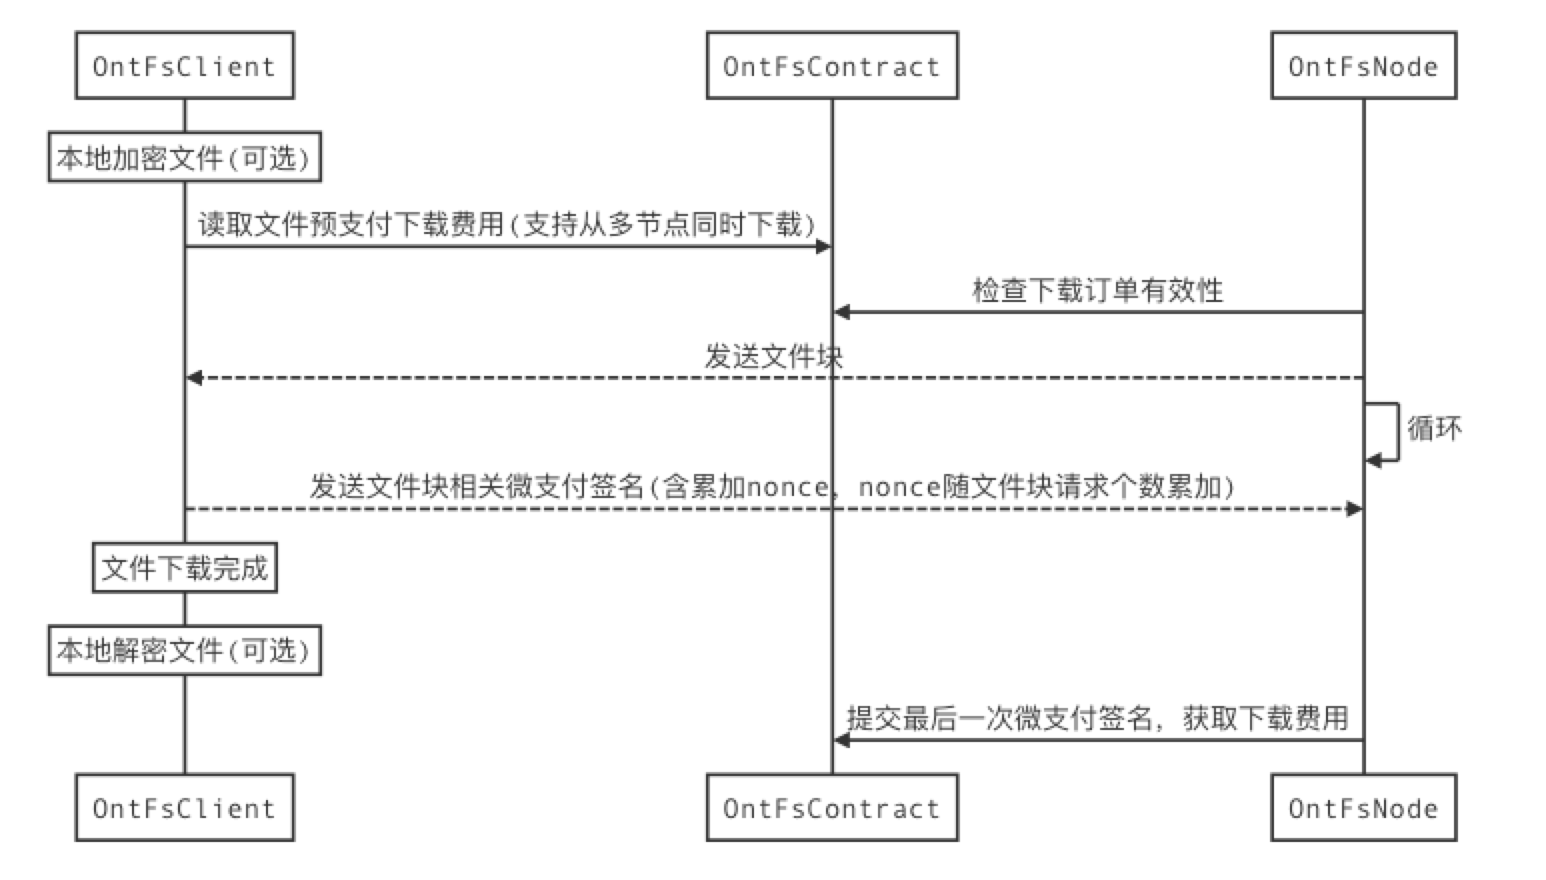 OntFsClient
OntFsContract
OntFsNode
本地加密文件(可选)
读取文件预支付下载费用(支持从多节点同时下载)
检查下载订单有效性
发送文件块
循环
发送文件块相关微支付签名(含累加nonce，nonce随文件块请求个数累加)
文件下载完成
本地解密文件(可选)
提交最后一次微支付签名，获取下载费用
OntFsClient
OntFsContract
OntFsNode